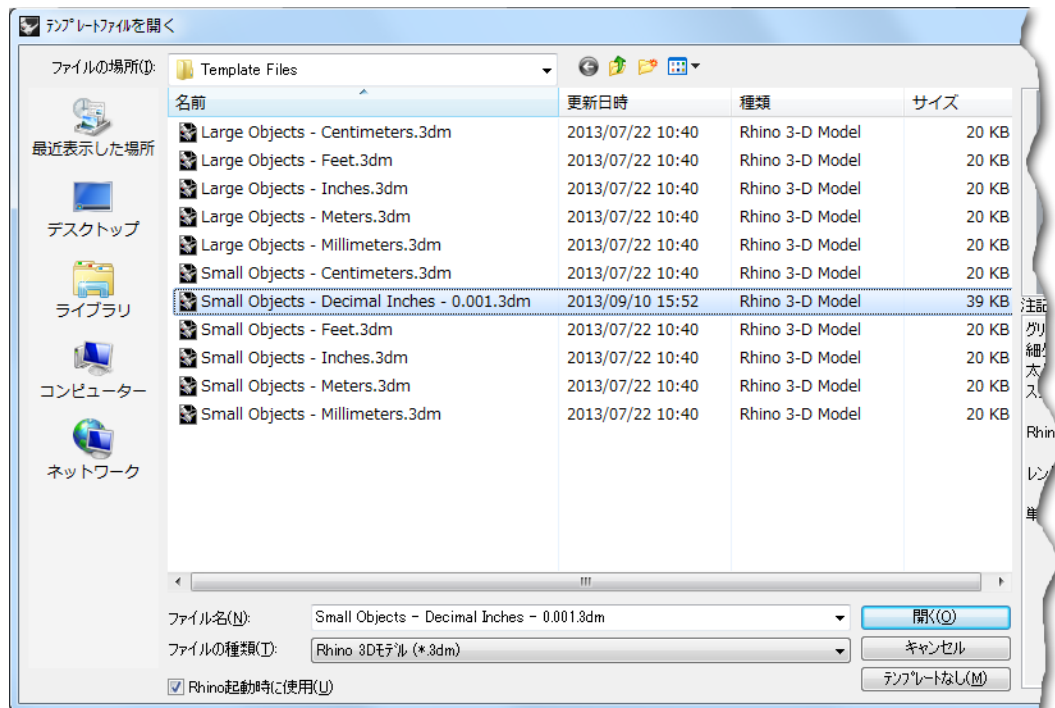 テンプレートファイルを開く
ファイルの場所(I): Template Files
名前 更新日時 種類 サイズ
Large Objects - Centimeters.3dm 2013/07/22 10:40 Rhino 3-D Model 20 KB
Large Objects - Feet.3dm 2013/07/22 10:40 Rhino 3-D Model 20 KB
Large Objects - Inches.3dm 2013/07/22 10:40 Rhino 3-D Model 20 KB
Large Objects - Meters.3dm 2013/07/22 10:40 Rhino 3-D Model 20 KB
Large Objects - Millimeters.3dm 2013/07/22 10:40 Rhino 3-D Model 20 KB
Small Objects - Centimeters.3dm 2013/07/22 10:40 Rhino 3-D Model 20 KB
Small Objects - Decimal Inches - 0.001.3dm 2013/09/10 15:52 Rhino 3-D Model 39 KB
Small Objects - Feet.3dm 2013/07/22 10:40 Rhino 3-D Model 20 KB
Small Objects - Inches.3dm 2013/07/22 10:40 Rhino 3-D Model 20 KB
Small Objects - Meters.3dm 2013/07/22 10:40 Rhino 3-D Model 20 KB
Small Objects - Millimeters.3dm 2013/07/22 10:40 Rhino 3-D Model 20 KB
最近表示した場所
デスクトップ
ライブラリ
コンピューター
ネットワーク
注記
グリ
Rhin
レン
単
ファイル名(N): Small Objects - Decimal Inches - 0.001.3dm 開く(O)
ファイルの種類(T): Rhino 3Dモデル (*.3dm) キャンセル
Rhino起動時に使用(U) テンプレートなし(M)